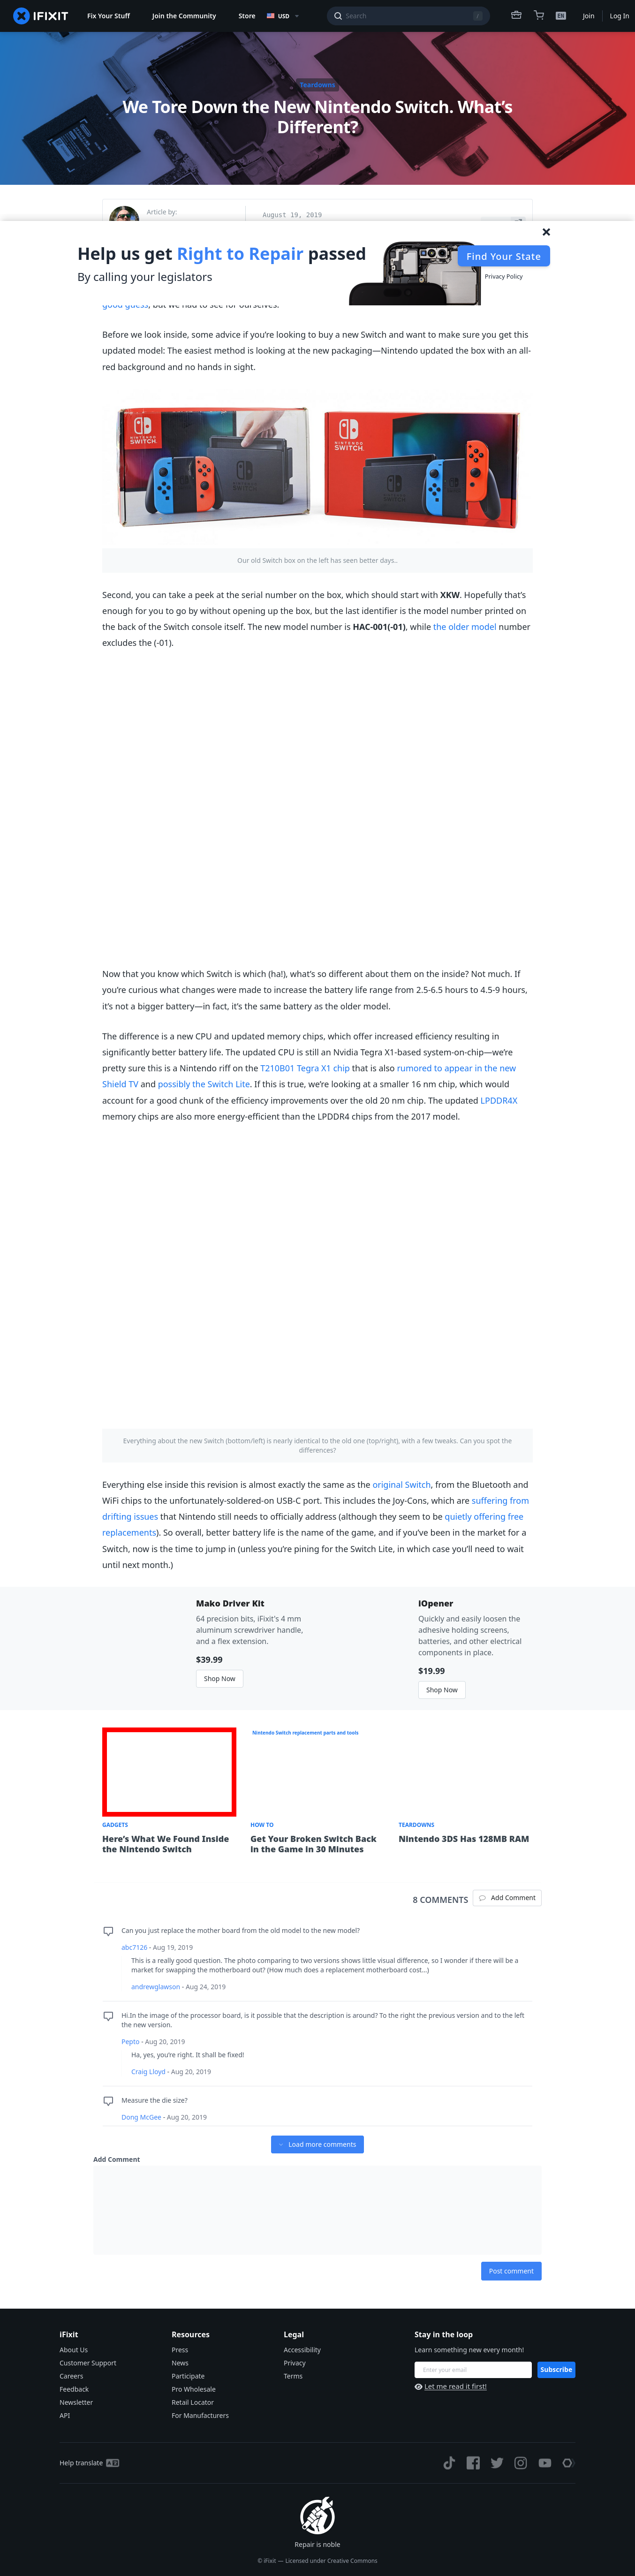 IFIXIT
Fix Your Stuff
Join the Community
Store
USD
Search
/
EN
Join
Log In
Teardowns
We Tore Down the New Nintendo Switch. What's
Different?
Article by:
August 19, 2019
Help us get Right to Repair passed
By calling your legislators
Find Your State
Privacy Policy
good guess, but we had to see for ourselves.
Before we look inside, some advice if you're looking to buy a new Switch and want to make sure you get this
updated model: The easiest method is looking at the new packaging—Nintendo updated the box with an all-
red background and no hands in sight.
NINTENDO
SWITCH
NINTENDO
SWITCH
Our old Switch box on the left has seen better days..
Second, you can take a peek at the serial number on the box, which should start with XKW. Hopefully that's
enough for you to go by without opening up the box, but the last identifier is the model number printed on
the back of the Switch console itself. The new model number is HAC-001(-01), while the older model number
excludes the (-01).
Now that you know which Switch is which (ha!), what's so different about them on the inside? Not much. If
you're curious what changes were made to increase the battery life range from 2.5-6.5 hours to 4.5-9 hours,
it's not a bigger battery—in fact, it's the same battery as the older model.
The difference is a new CPU and updated memory chips, which offer increased efficiency resulting in
significantly better battery life. The updated CPU is still an Nvidia Tegra X1-based system-on-chip—we're
pretty sure this is a Nintendo riff on the T210B01 Tegra X1 chip that is also rumored to appear in the new
Shield TV and possibly the Switch Lite. If this is true, we're looking at a smaller 16 nm chip, which would
account for a good chunk of the efficiency improvements over the old 20 nm chip. The updated LPDDR4X
memory chips are also more energy-efficient than the LPDDR4 chips from the 2017 model.
Everything about the new Switch (bottom/left) is nearly identical to the old one (top/right), with a few tweaks. Can you spot the
differences?
Everything else inside this revision is almost exactly the same as the original Switch, from the Bluetooth and
WiFi chips to the unfortunately-soldered-on USB-C port. This includes the Joy-Cons, which are suffering from
drifting issues that Nintendo still needs to officially address (although they seem to be quietly offering free
replacements). So overall, better battery life is the name of the game, and if you've been in the market for a
Switch, now is the time to jump in (unless you're pining for the Switch Lite, in which case you'll need to wait
until next month.)
Mako Driver Kit
64 precision bits, iFixit's 4 mm
aluminum screwdriver handle,
and a flex extension.
$39.99
Shop Now
iOpener
Quickly and easily loosen the
adhesive holding screens,
batteries, and other electrical
components in place.
$19.99
Shop Now
Nintendo Switch replacement parts and tools
GADGETS
Here's What We Found Inside
the Nintendo Switch
HOW TO
Get Your Broken Switch Back
in the Game in 30 Minutes
TEARDOWNS
Nintendo 3DS Has 128MB RAM
8 COMMENTS
Add Comment
Can you just replace the mother board from the old model to the new model?
abc7126 - Aug 19, 2019
This is a really good question. The photo comparing to two versions shows little visual difference, so I wonder if there will be a
market for swapping the motherboard out? (How much does a replacement motherboard cost...)
andrewglawson - Aug 24, 2019
Hi.In the image of the processor board, is it possible that the description is around? To the right the previous version and to the left
the new version.
Pepto - Aug 20, 2019
Ha, yes, you're right. It shall be fixed!
Craig Lloyd - Aug 20, 2019
Measure the die size?
Dong McGee - Aug 20, 2019
Load more comments
Add Comment
Post comment
iFixit
About Us
Customer Support
Careers
Feedback
Newsletter
API
Resources
Press
News
Participate
Pro Wholesale
Retail Locator
For Manufacturers
Legal
Accessibility
Privacy
Terms
Stay in the loop
Learn something new every month!
Enter your email
Subscribe
Let me read it first!
Help translate
Repair is noble
© iFixit — Licensed under Creative Commons